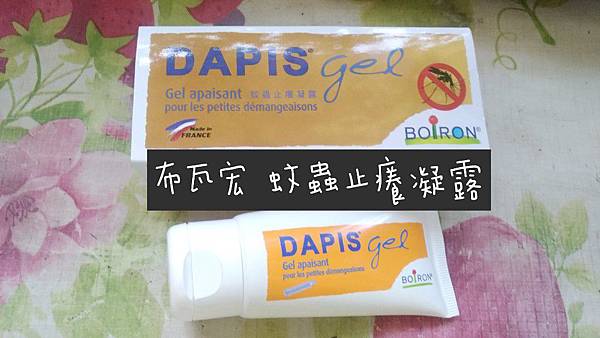 DAPIS® gel
Gel apaisant 蚊蟲止癢凝露
pour les petites démangeaisons
Made in
FRANCE
BOIRON®
布瓦宏 蚊蟲止癢凝露
DAPIS® gel
Gel apaisant
pour les petites démangeaisons
BOIRON®